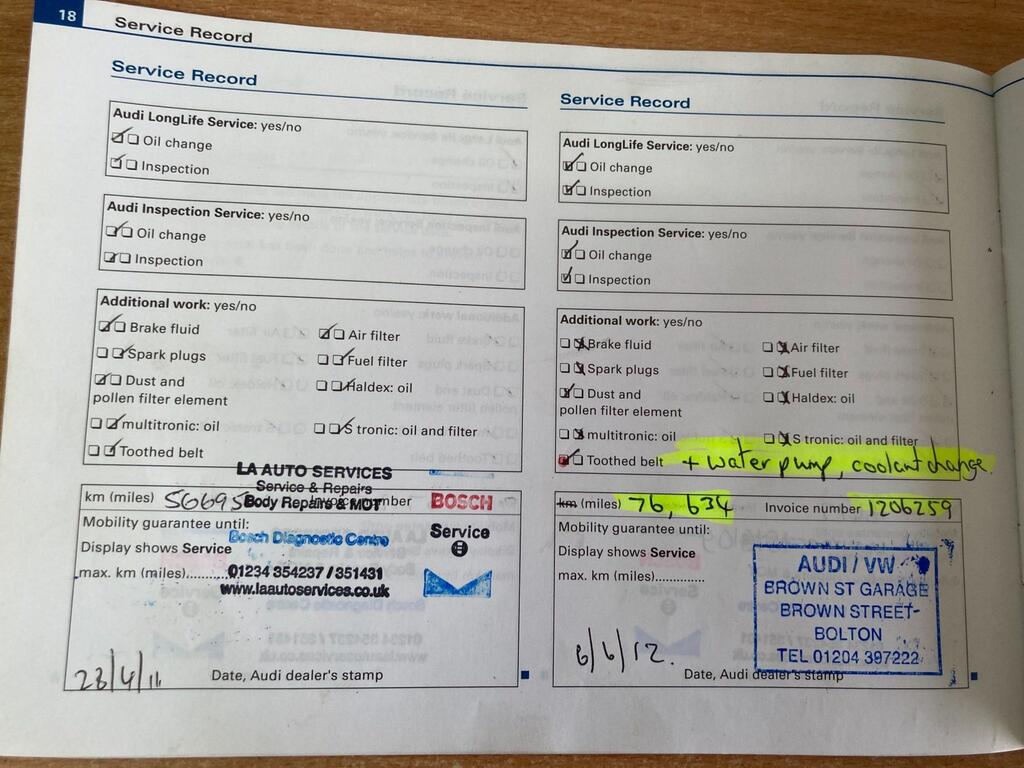 18
Service Record
Service Record
Audi LongLife Service: yes/no
Oil change
Inspection
Audi Inspection Service: yes/no
Oil change
Inspection
Additional work: yes/no
Brake fluid
Air filter
Spark plugs
Fuel filter
Dust and
pollen filter element
Haldex: oil
multitronic: oil
S tronic: oil and filter
Toothed belt
LA AUTO SERVICES
Service & Repairs
km (miles) 56695 Body Repairs & MOT Invoice number BOSCH
Mobility guarantee until:
Bosch Diagnostic Centre
Service
Display shows Service
max. km (miles)..........01234 354237 / 351431
www.laautoservices.co.uk
28/4/11 Date, Audi dealer's stamp
Service Record
Audi LongLife Service: yes/no
Oil change
Inspection
Audi Inspection Service: yes/no
Oil change
Inspection
Additional work: yes/no
Brake fluid
Air filter
Spark plugs
Fuel filter
Dust and
pollen filter element
Haldex: oil
multitronic: oil
S tronic: oil and filter
Toothed belt + water pump, coolant change.
km (miles) 76,634 Invoice number 1206259
Mobility guarantee until:
Display shows Service
max. km (miles)..............
AUDI / VW
BROWN ST GARAGE
BROWN STREET
BOLTON
TEL 01204 397222
6/6/12.
Date, Audi dealer's stamp